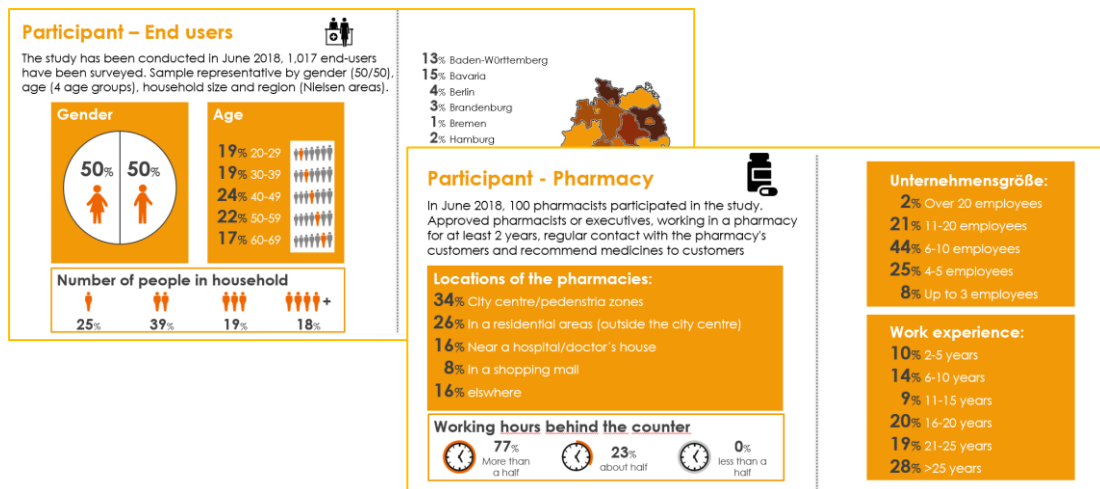 Participant – End users
The study has been conducted in June 2018, 1,017 end-users
have been surveyed. Sample representative by gender (50/50),
age (4 age groups), household size and region (Nielsen areas).
Gender
50% 50%
Age
19% 20-29
19% 30-39
24% 40-49
22% 50-59
17% 60-69
Number of people in household
+
25% 39% 19% 18%
13% Baden-Württemberg
15% Bavaria
4% Berlin
3% Brandenburg
1% Bremen
2% Hamburg
Participant - Pharmacy
In June 2018, 100 pharmacists participated in the study.
Approved pharmacists or executives, working in a pharmacy
for at least 2 years, regular contact with the pharmacy's
customers and recommend medicines to customers
Locations of the pharmacies:
34% City centre/pedenstria zones
26% In a residential areas (outside the city centre)
16% Near a hospital/doctor´s house
8% In a shopping mall
16% elswhere
Working hours behind the counter
77%
More than
a half
23%
about half
0%
less than a
half
Unternehmensgröße:
2% Over 20 employees
21% 11-20 employees
44% 6-10 employees
25% 4-5 employees
8% Up to 3 employees
Work experience:
10% 2-5 years
14% 6-10 years
9% 11-15 years
20% 16-20 years
19% 21-25 years
28% >25 years